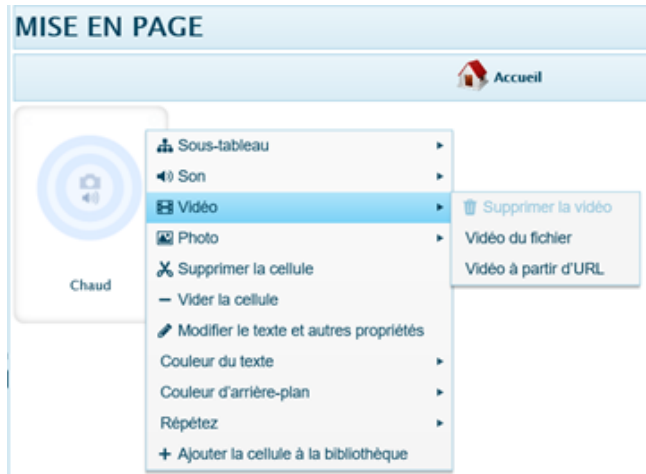 MISE EN PAGE
Accueil
Chaud
Sous-tableau
Son
Vidéo
Photo
Supprimer la cellule
Vider la cellule
Modifier le texte et autres propriétés
Couleur du texte
Couleur d'arrière-plan
Répétez
Ajouter la cellule à la bibliothèque
Supprimer la vidéo
Vidéo du fichier
Vidéo à partir d'URL